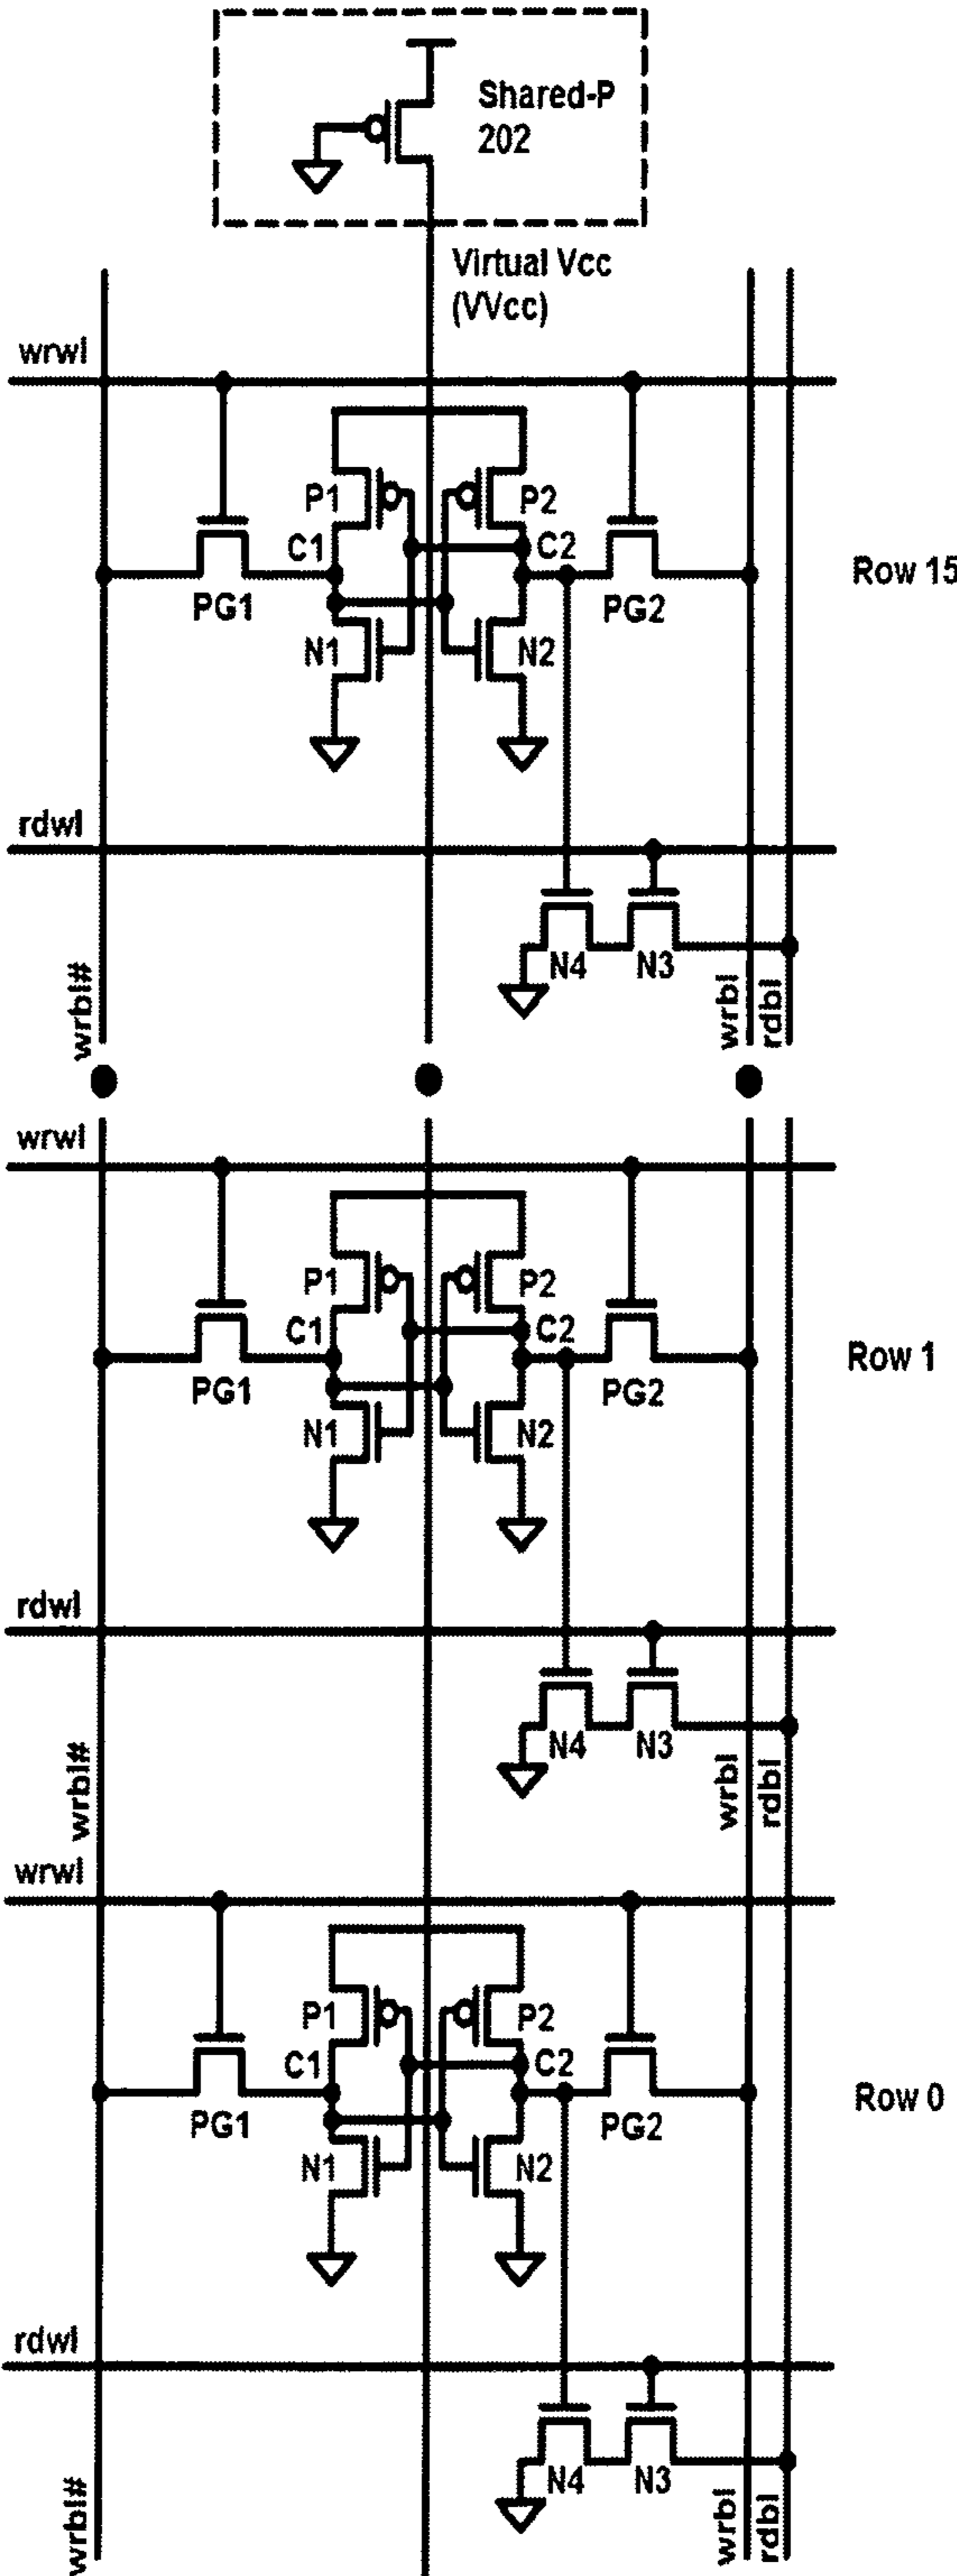 Shared-P
202
Virtual Vcc
(VVcc)
wrwl
P1
P2
C1
C2
PG1
PG2
Row 15
N1
N2
rdwl
N4
N3
wrbl#
wrbl
rdbl
wrwl
P1
P2
C1
C2
PG1
PG2
Row 1
N1
N2
rdwl
N4
N3
wrbl#
wrbl
rdbl
wrwl
P1
P2
C1
C2
PG1
PG2
Row 0
N1
N2
rdwl
N4
N3
wrbl#
wrbl
rdbl